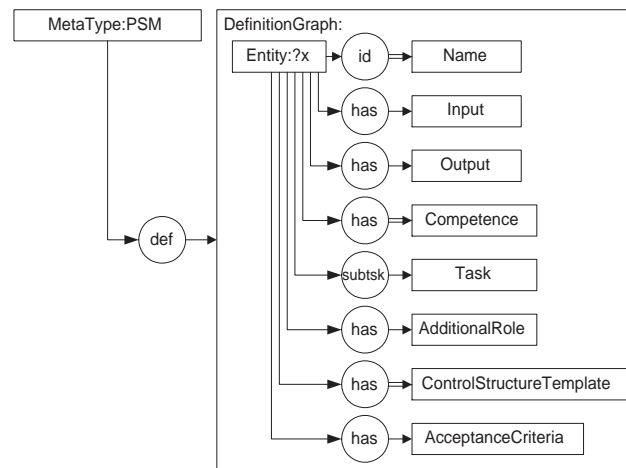 MetaType:PSM
DefinitionGraph:
Entity:?x
id
Name
has
Input
has
Output
has
Competence
def
subtsk
Task
has
AdditionalRole
has
ControlStructureTemplate
has
AcceptanceCriteria